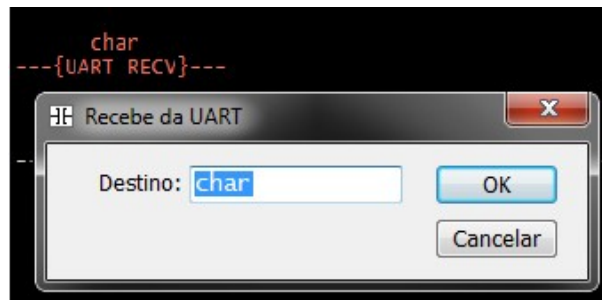 char
---{UART RECV}---
Recebe da UART
Destino: char
OK
Cancelar